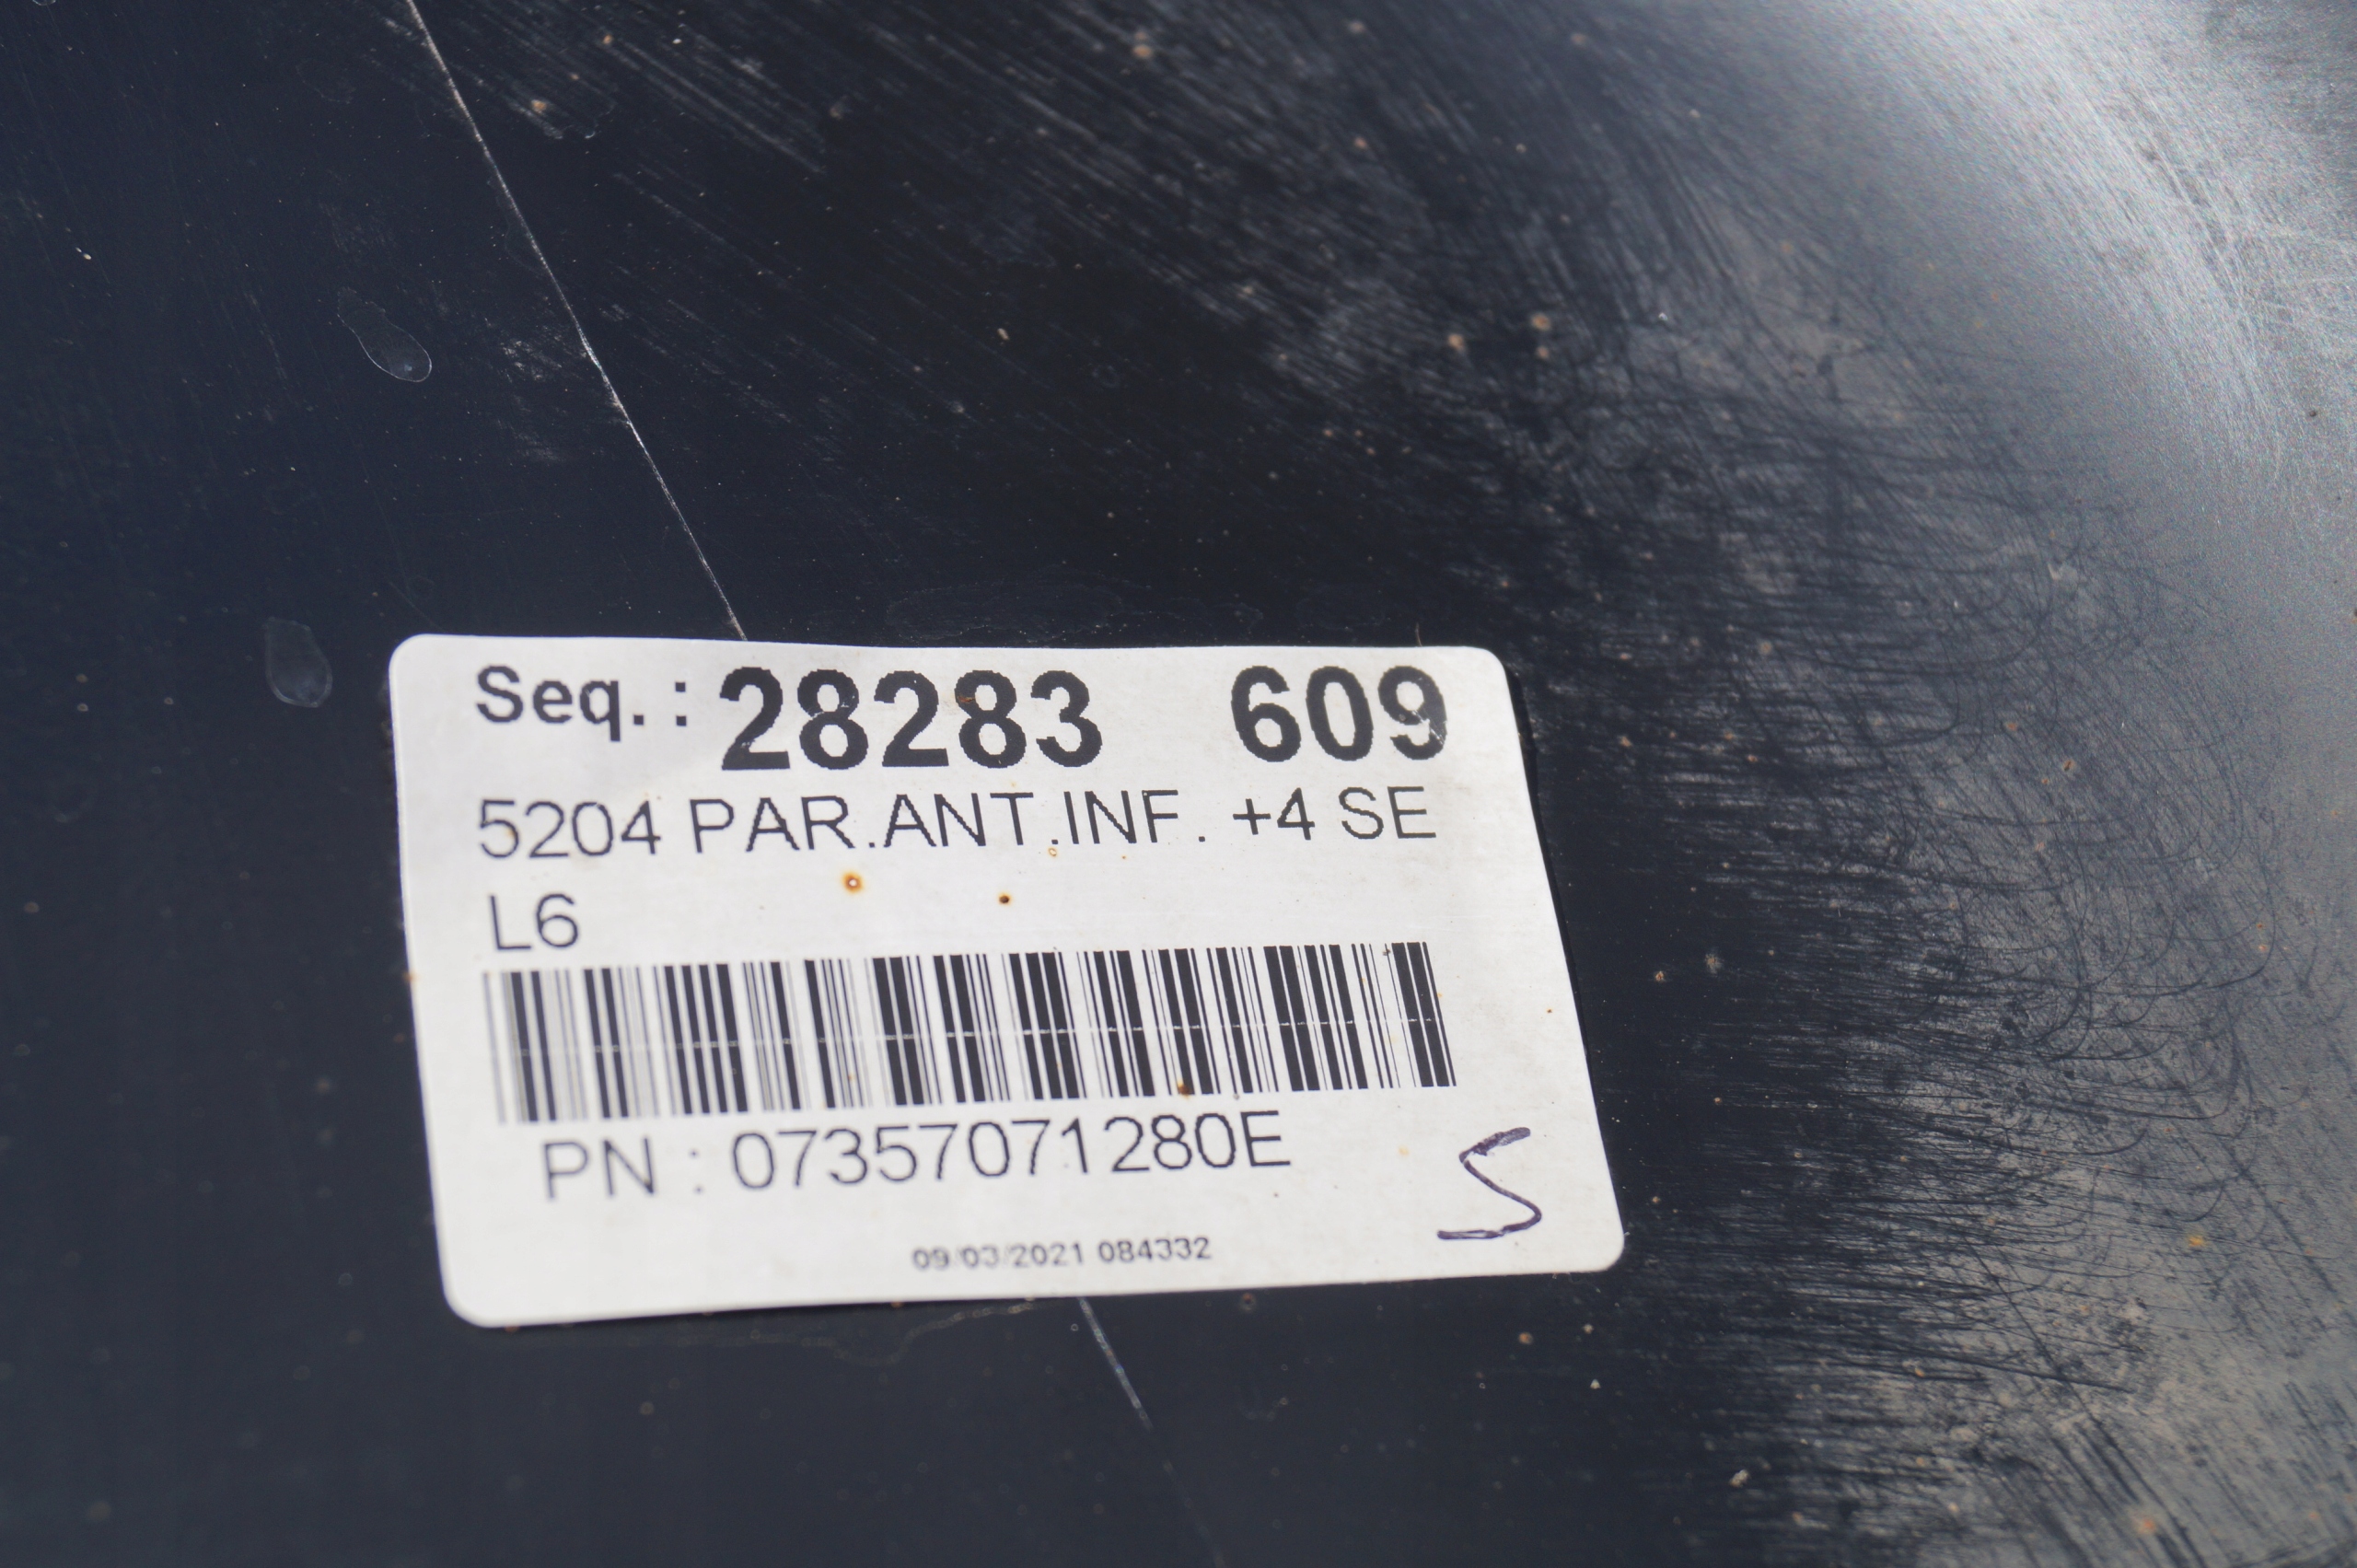 Seq. : 28283 609
5204 PAR.ANT.INF. +4 SE
L6
PN : 07357071280E
S
09/03/2021 084332